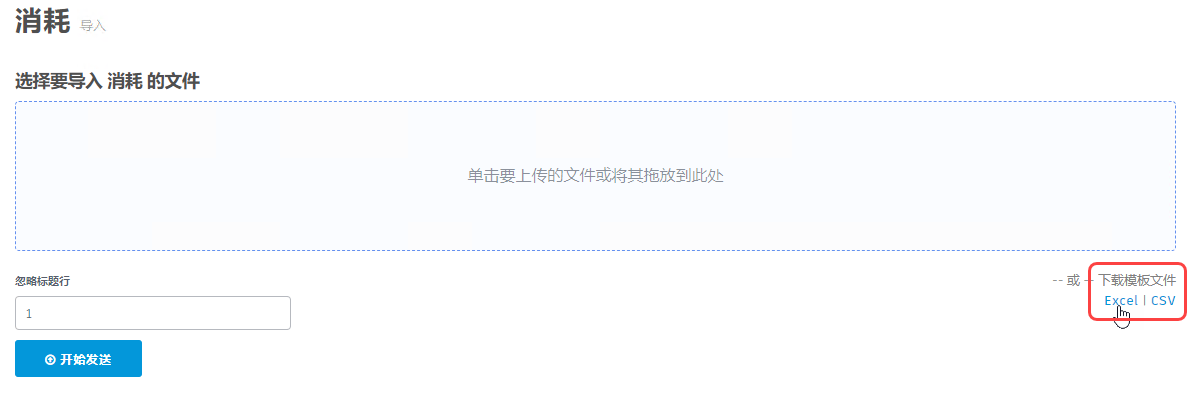 消耗 导入
选择要导入 消耗 的文件
单击要上传的文件或将其拖放到此处
忽略标题行
-- 或 -- 下载模板文件
Excel | CSV
1
开始发送